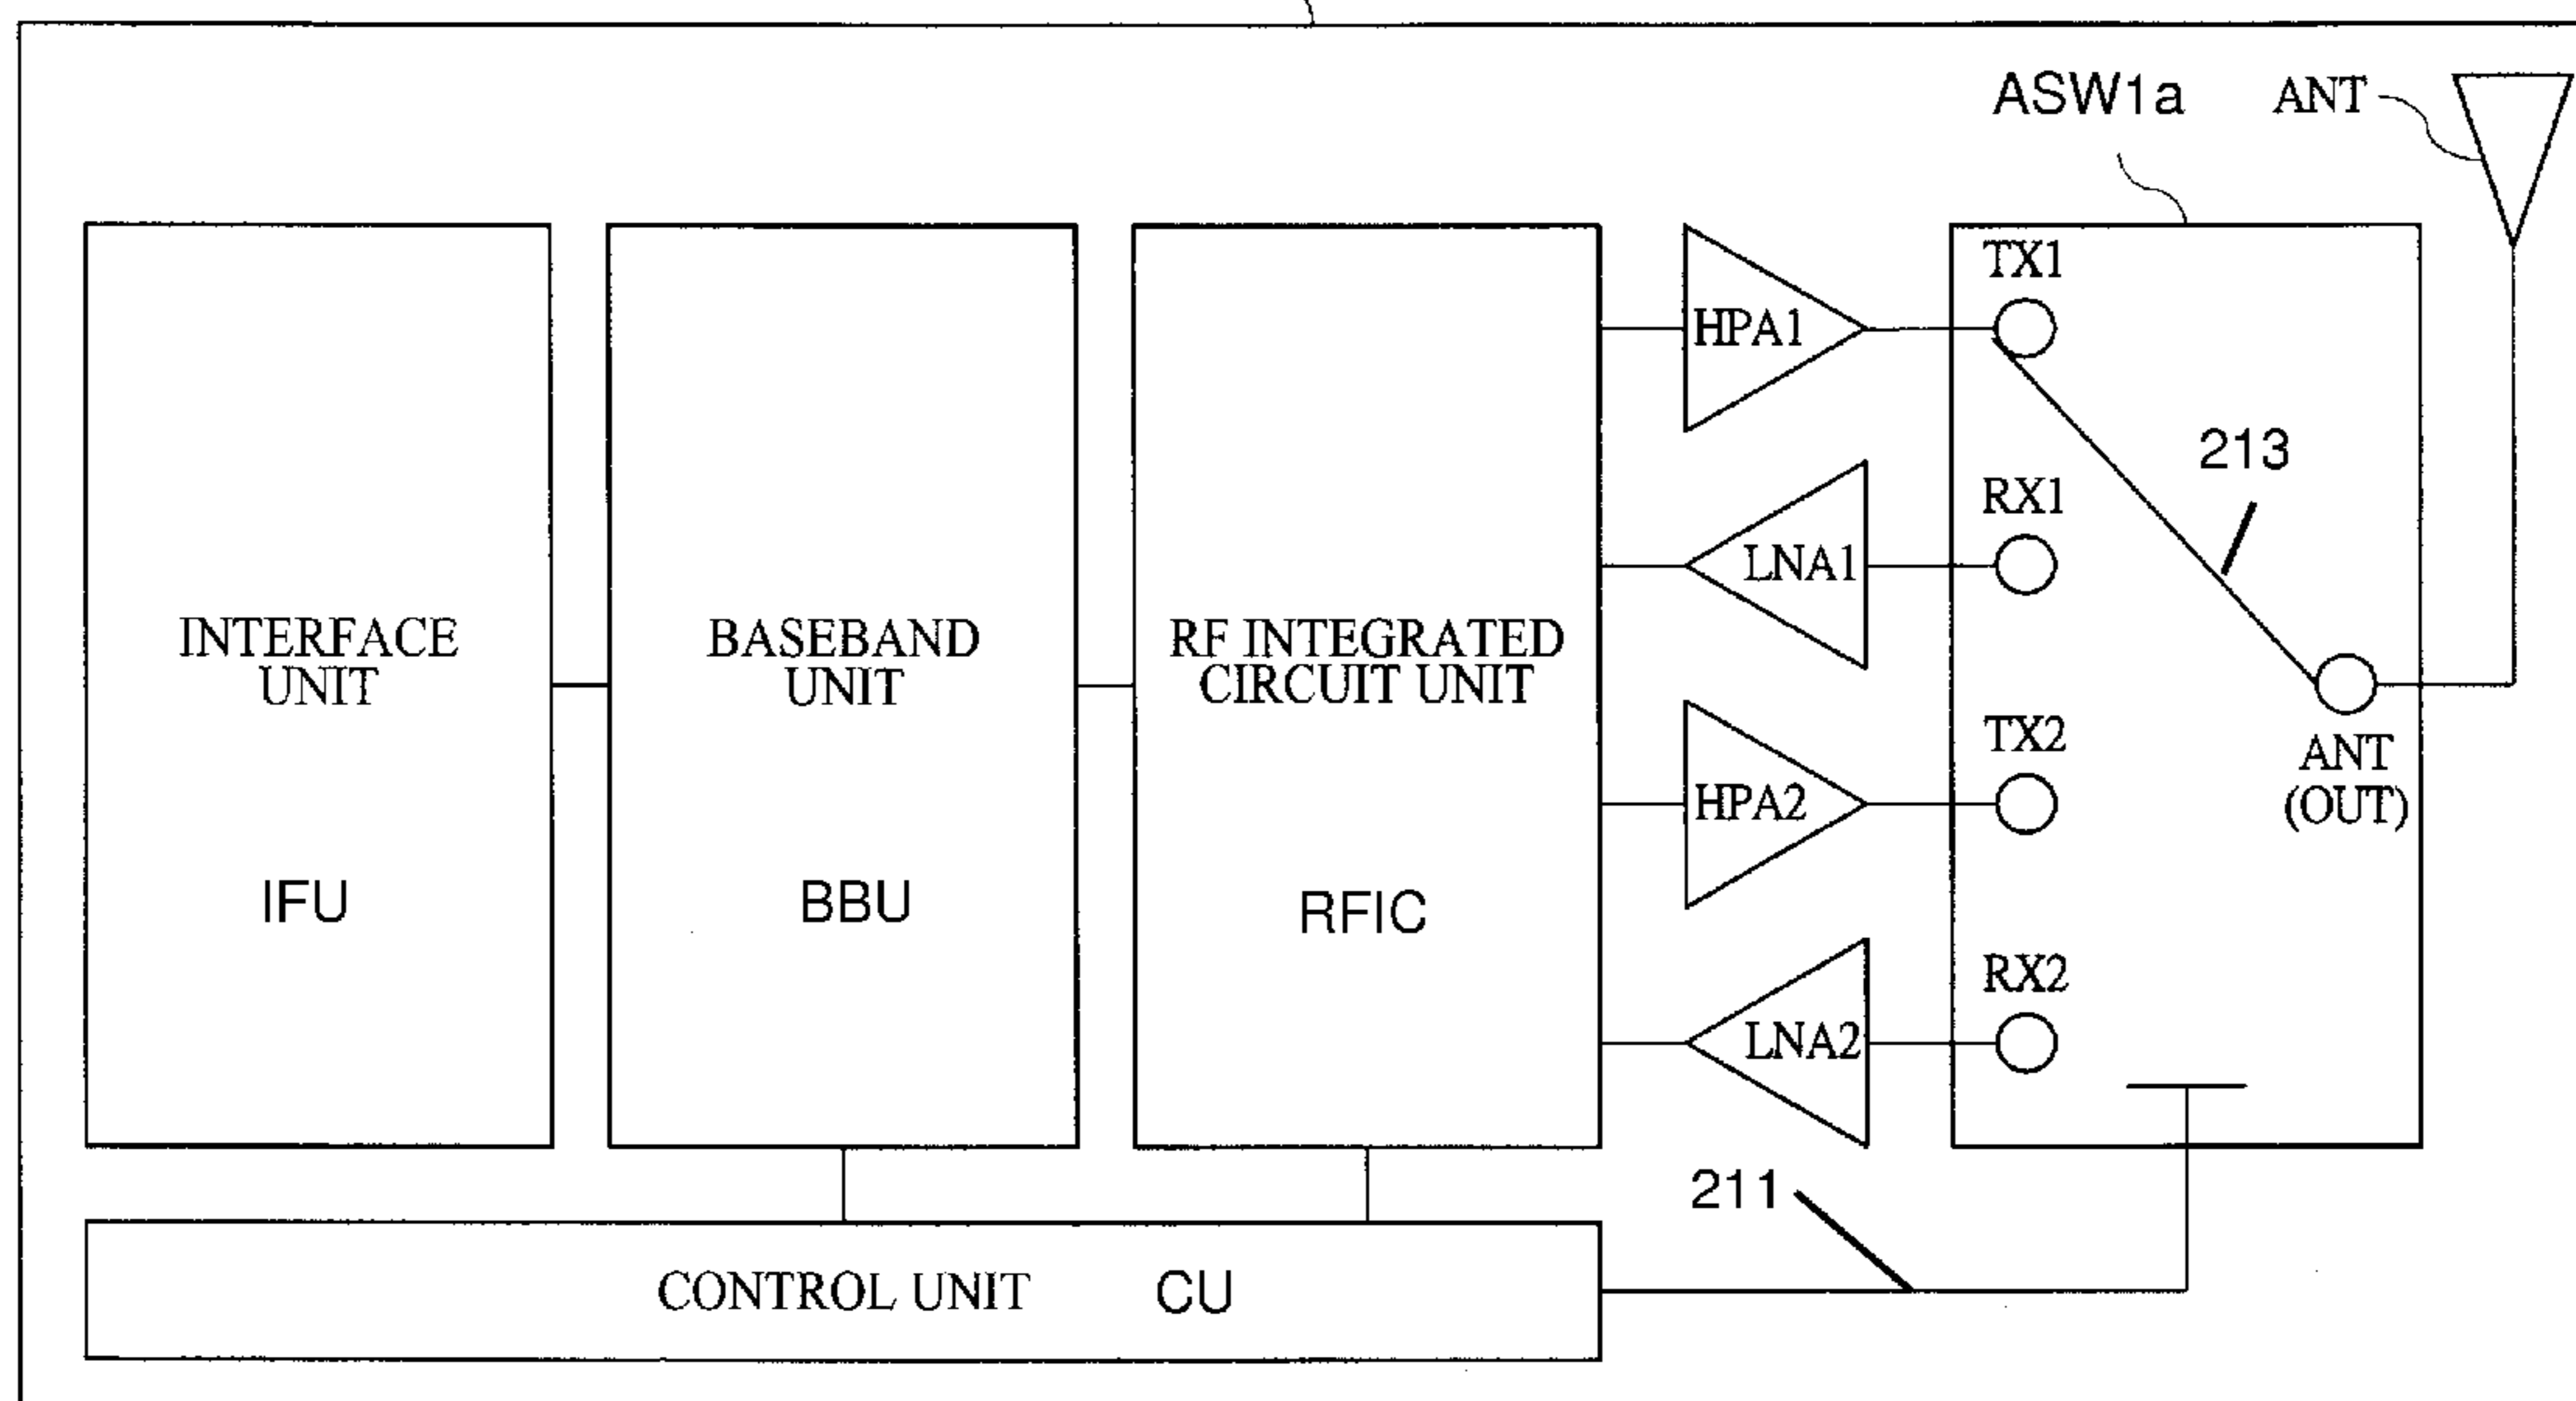 ASW1a
ANT
TX1
HPA1
213
RX1
LNA1
INTERFACE
UNIT
BASEBAND
UNIT
RF INTEGRATED
CIRCUIT UNIT
TX2
ANT
(OUT)
HPA2
IFU
BBU
RFIC
RX2
LNA2
211
CONTROL UNIT
CU